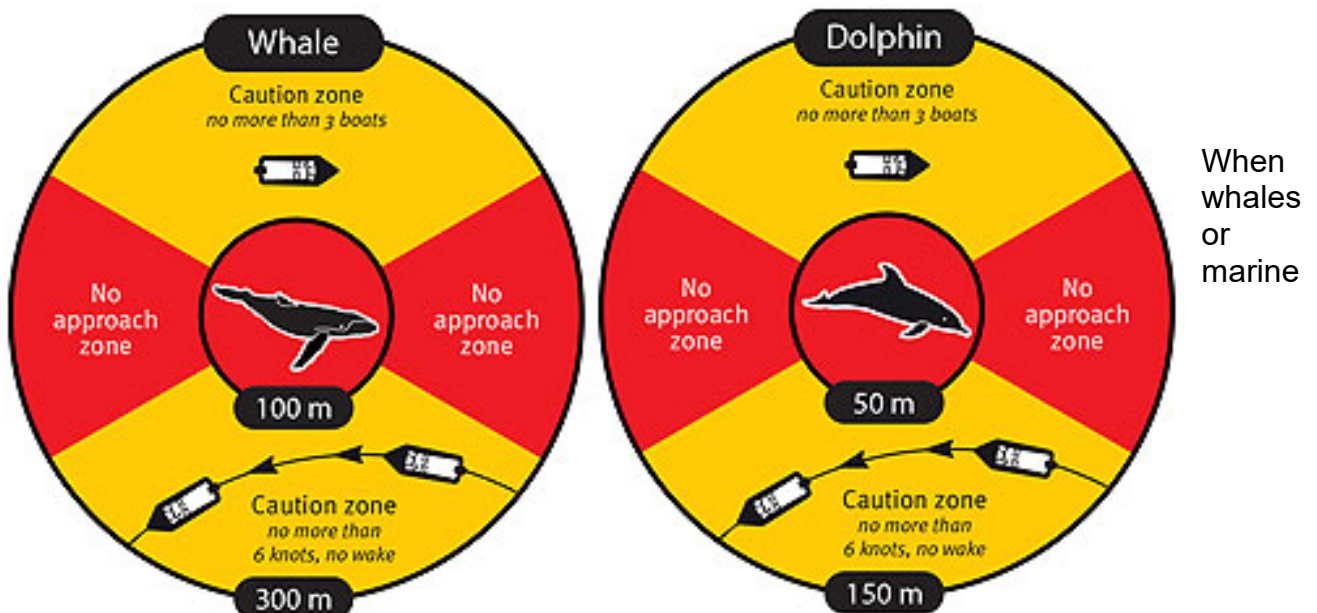 Whale
Caution zone
no more than 3 boats
No
approach
zone
No
approach
zone
100 m
Caution zone
no more than
6 knots, no wake
300 m
Dolphin
Caution zone
no more than 3 boats
No
approach
zone
No
approach
zone
50 m
Caution zone
no more than
6 knots, no wake
150 m
When
whales
or
marine